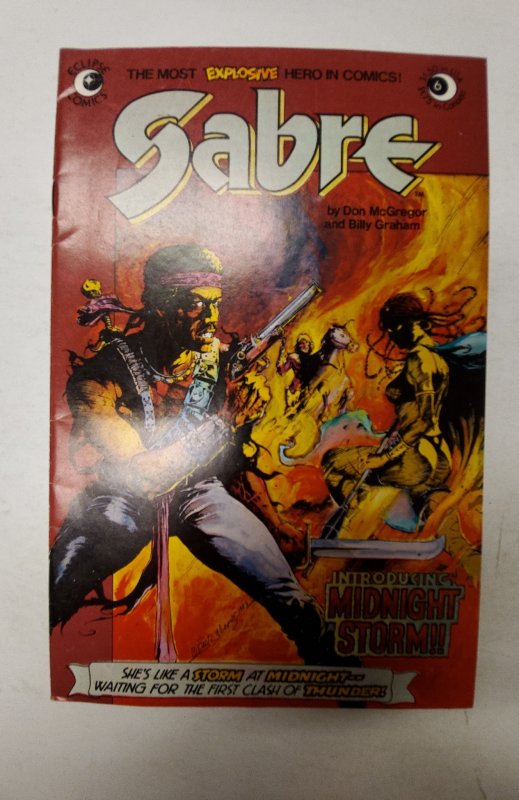 ECLIPSE
COMICS
THE MOST EXPLOSIVE HERO IN COMICS!
6
Sabre
TM
by Don McGregor
and Billy Graham
INTRODUCING
MIDNIGHT
STORM!!
SHE'S LIKE A STORM AT MIDNIGHT—
WAITING FOR THE FIRST CLASH OF THUNDER!